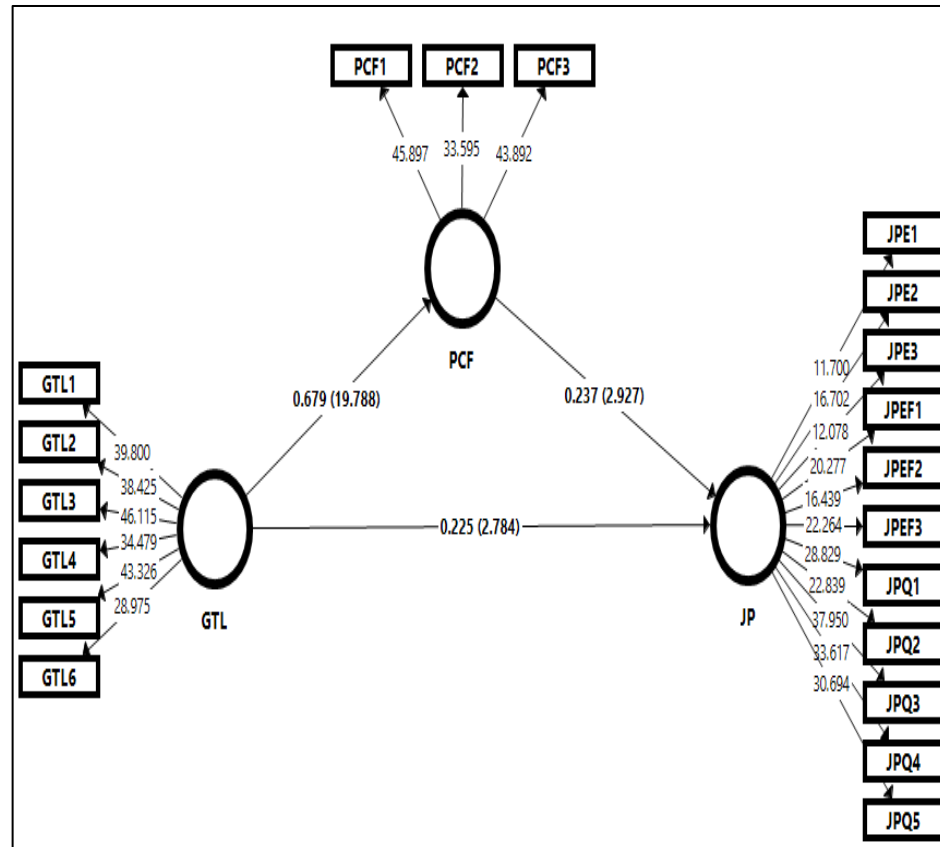 PCF1 PCF2 PCF3
45.897 33.595 43.892
PCF
0.679 (19.788)
0.237 (2.927)
0.225 (2.784)
GTL1
GTL2
GTL3
GTL4
GTL5
GTL6
39.800
38.425
46.115
34.479
43.326
28.975
GTL
JP
11.700
16.702
12.078
20.277
16.439
22.264
28.829
22.839
37.950
33.617
30.694
JPE1
JPE2
JPE3
JPEF1
JPEF2
JPEF3
JPQ1
JPQ2
JPQ3
JPQ4
JPQ5